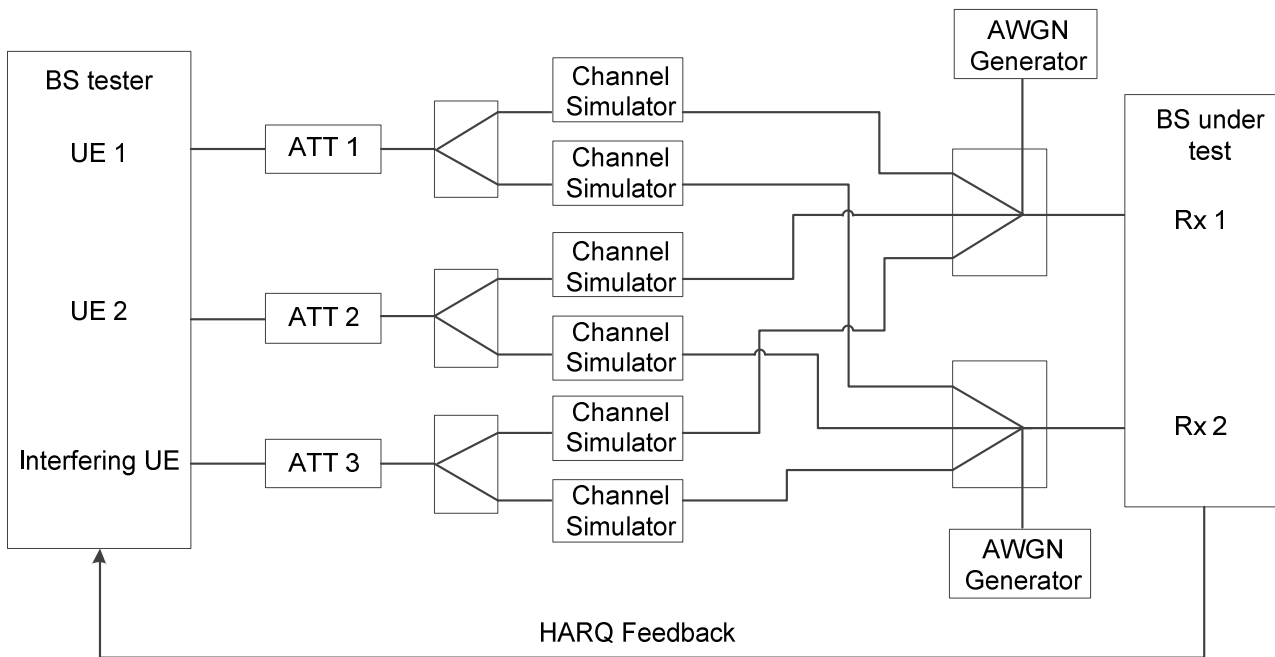 BS tester
UE 1
UE 2
Interfering UE
ATT 1
ATT 2
ATT 3
Channel
Simulator
Channel
Simulator
Channel
Simulator
Channel
Simulator
Channel
Simulator
Channel
Simulator
AWGN
Generator
AWGN
Generator
BS under
test
Rx 1
Rx 2
HARQ Feedback